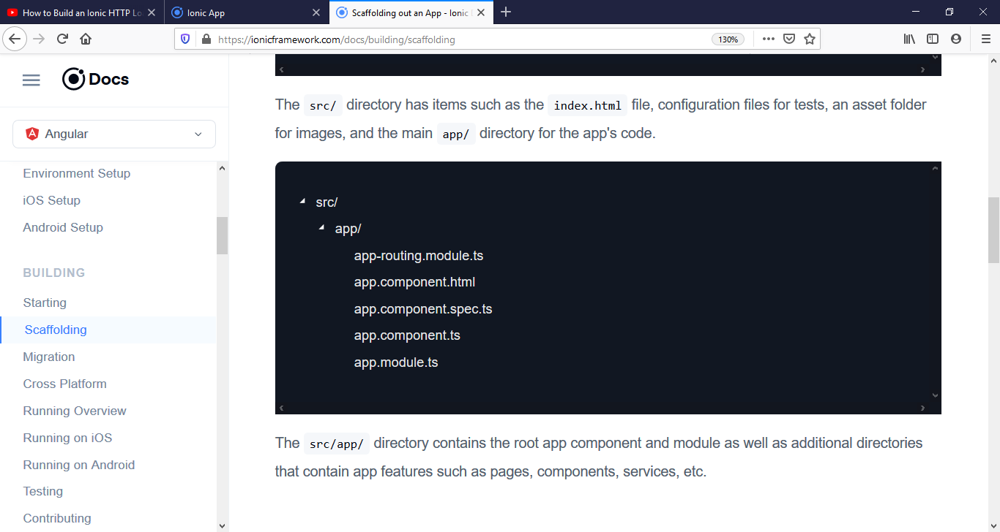 How to Build an Ionic HTTP Lo
Ionic App
Scaffolding out an App - Ionic
https://ionicframework.com/docs/building/scaffolding
130%
Docs
Angular
Environment Setup
iOS Setup
Android Setup
BUILDING
Starting
Scaffolding
Migration
Cross Platform
Running Overview
Running on iOS
Running on Android
Testing
Contributing
The src/ directory has items such as the index.html file, configuration files for tests, an asset folder
for images, and the main app/ directory for the app's code.
src/
app/
app-routing.module.ts
app.component.html
app.component.spec.ts
app.component.ts
app.module.ts
The src/app/ directory contains the root app component and module as well as additional directories
that contain app features such as pages, components, services, etc.